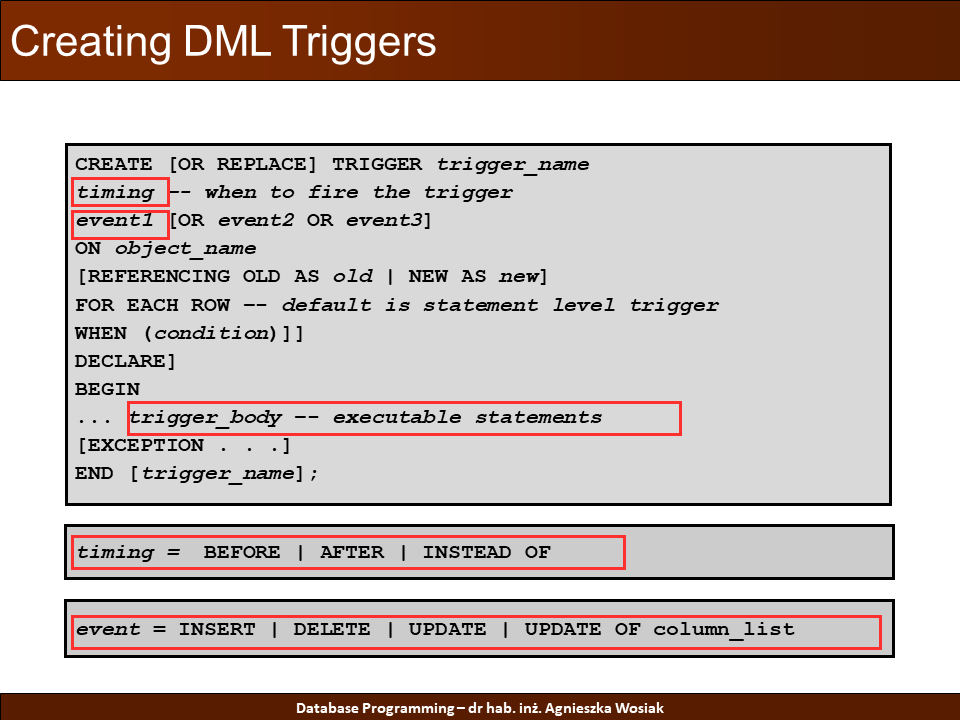 Creating DML Triggers
CREATE [OR REPLACE] TRIGGER trigger_name
timing -- when to fire the trigger
event1 [OR event2 OR event3]
ON object_name
[REFERENCING OLD AS old | NEW AS new]
FOR EACH ROW –- default is statement level trigger
WHEN (condition)]]
DECLARE]
BEGIN
... trigger_body –- executable statements
[EXCEPTION . . .]
END [trigger_name];
timing = BEFORE | AFTER | INSTEAD OF
event = INSERT | DELETE | UPDATE | UPDATE OF column_list
Database Programming – dr hab. inż. Agnieszka Wosiak